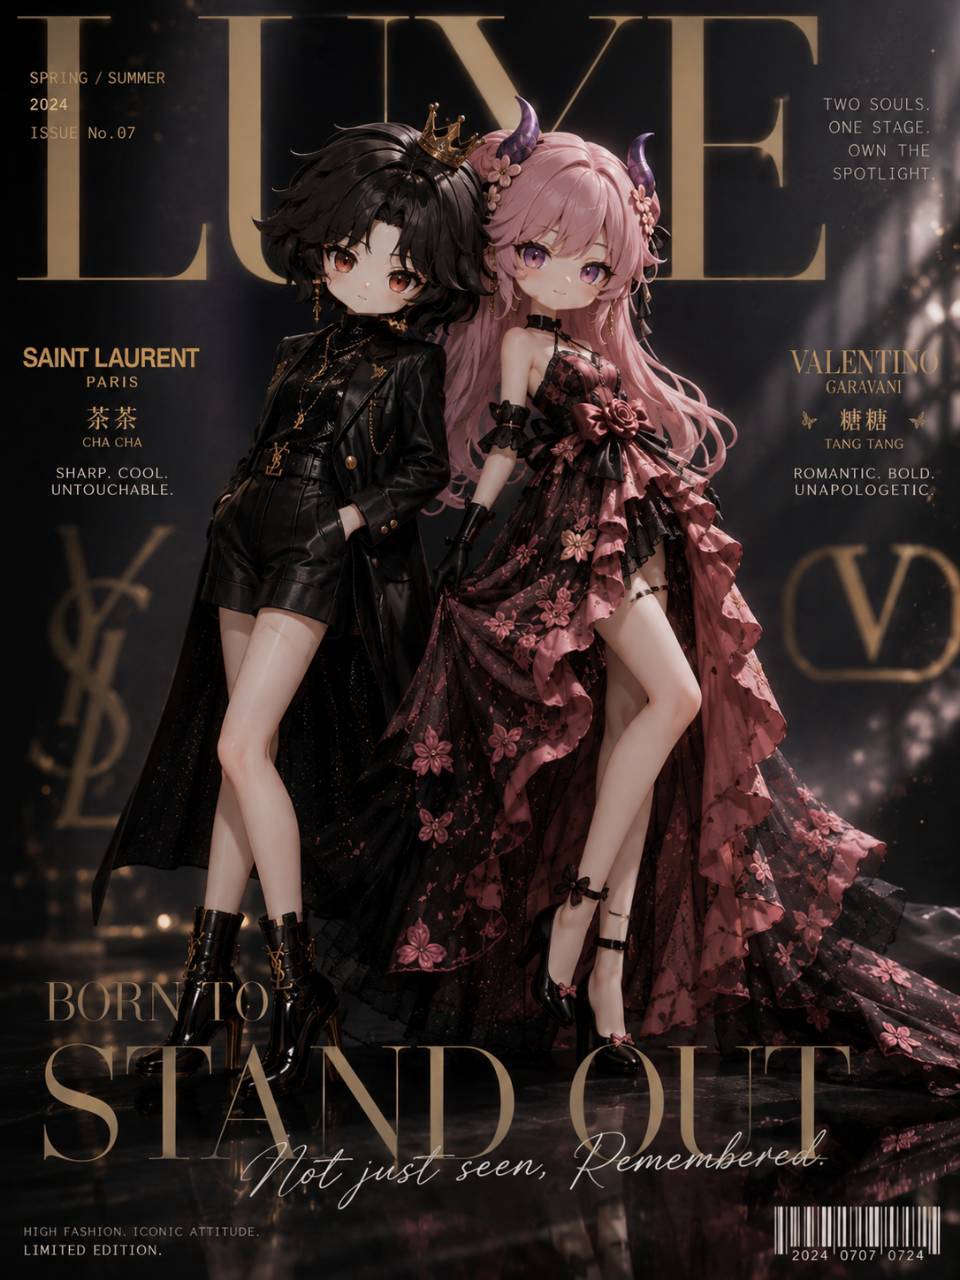 LUXE
SPRING / SUMMER
2024
ISSUE No.07
TWO SOULS.
ONE STAGE.
OWN THE
SPOTLIGHT.
SAINT LAURENT
PARIS
茶茶
CHA CHA
SHARP. COOL.
UNTOUCHABLE.
VALENTINO
GARAVANI
糖糖
TANG TANG
ROMANTIC. BOLD.
UNAPOLOGETIC.
YSL
V
BORN TO
STAND OUT
Not just seen, Remembered.
HIGH FASHION. ICONIC ATTITUDE.
LIMITED EDITION.
2024 0707 0724